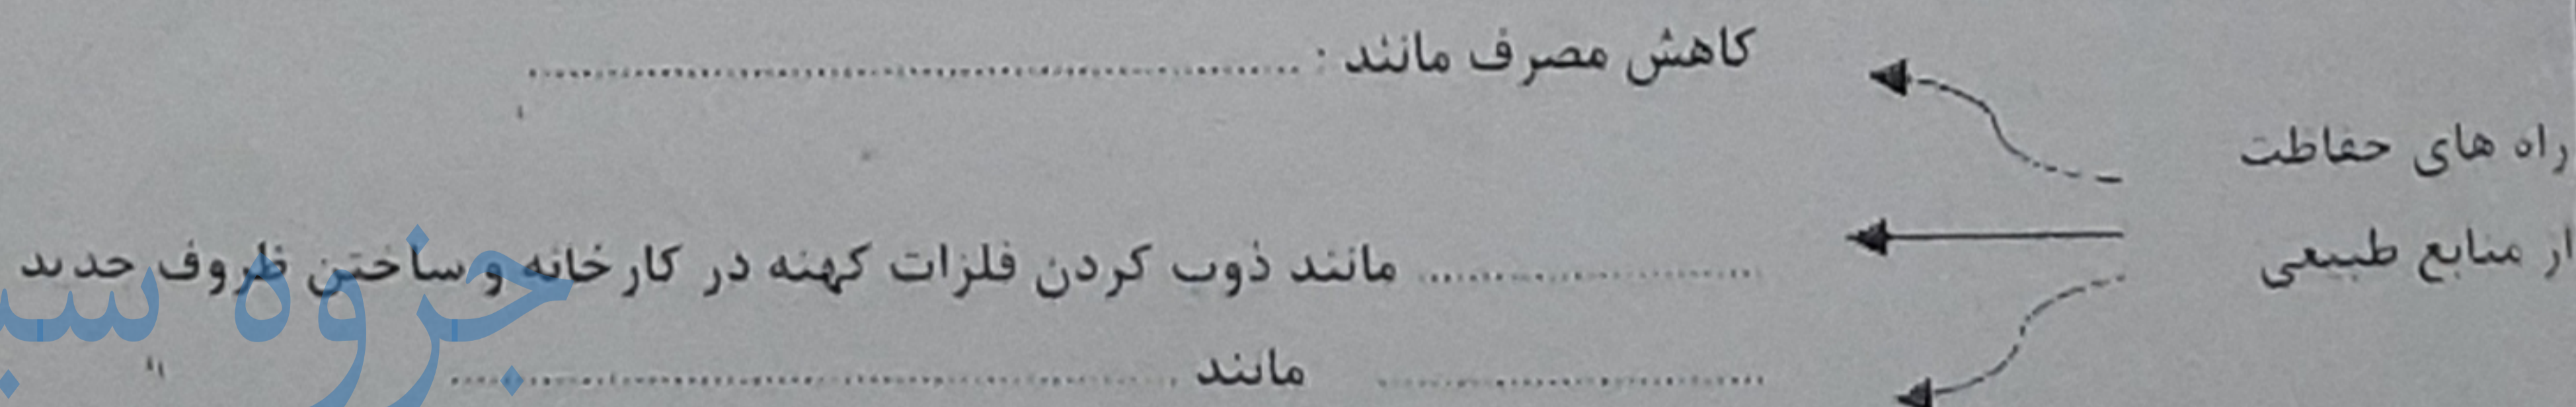 کاهش مصرف مانند : ........................................
راه های حفاظت
از منابع طبیعی
.................... مانند ذوب کردن فلزات کهنه در کارخانه و ساختن ظروف جدید
.................... مانند ........................................
جزوه